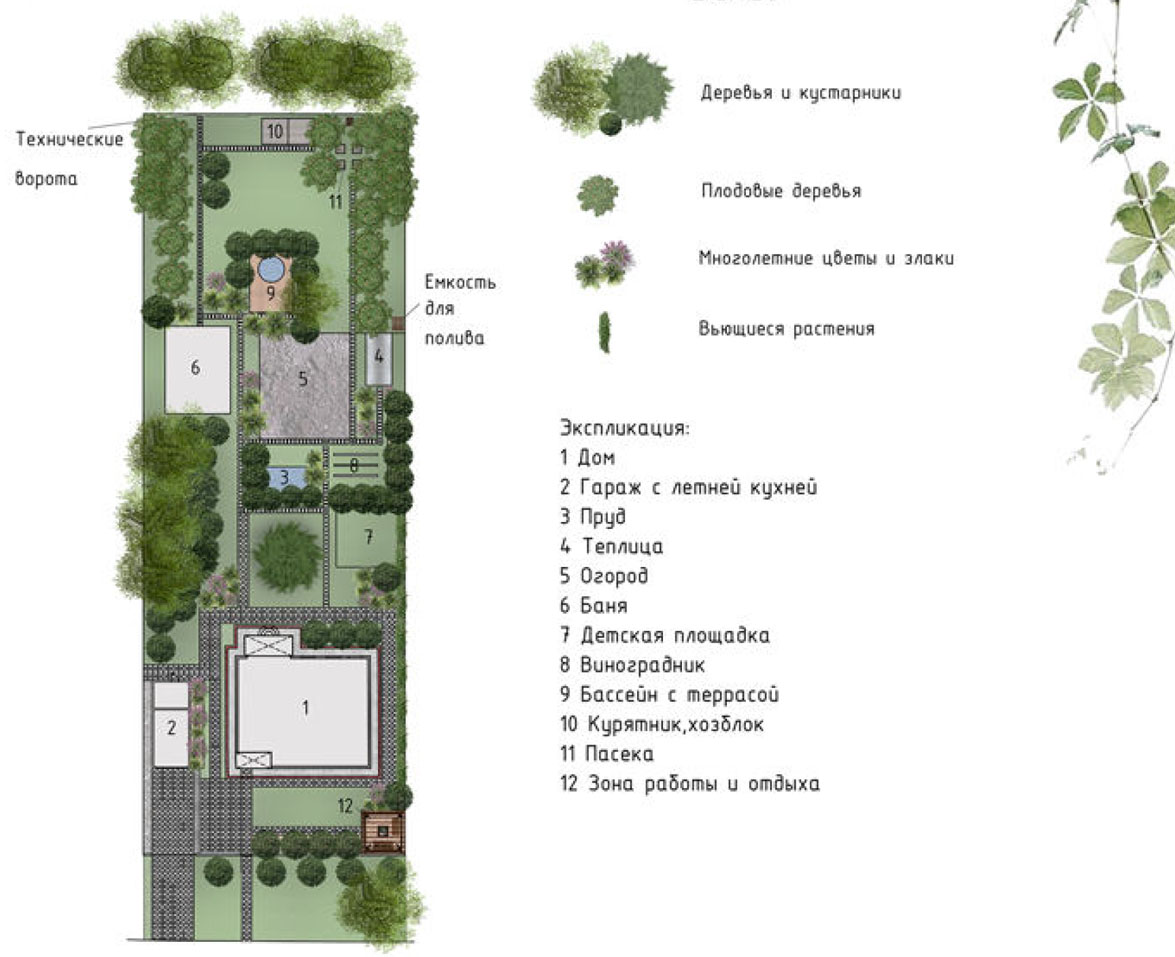 Деревья и кустарники
Технические
ворота
10
11
Плодовые деревья
Многолетние цветы и злаки
Емкость
для
полива
9
Вьющиеся растения
6
5
4
3
8
7
1
2
12
Экспликация:
1 Дом
2 Гараж с летней кухней
3 Пруд
4 Теплица
5 Огород
6 Баня
7 Детская площадка
8 Виноградник
9 Бассейн с террасой
10 Курятник,хозблок
11 Пасека
12 Зона работы и отдыха